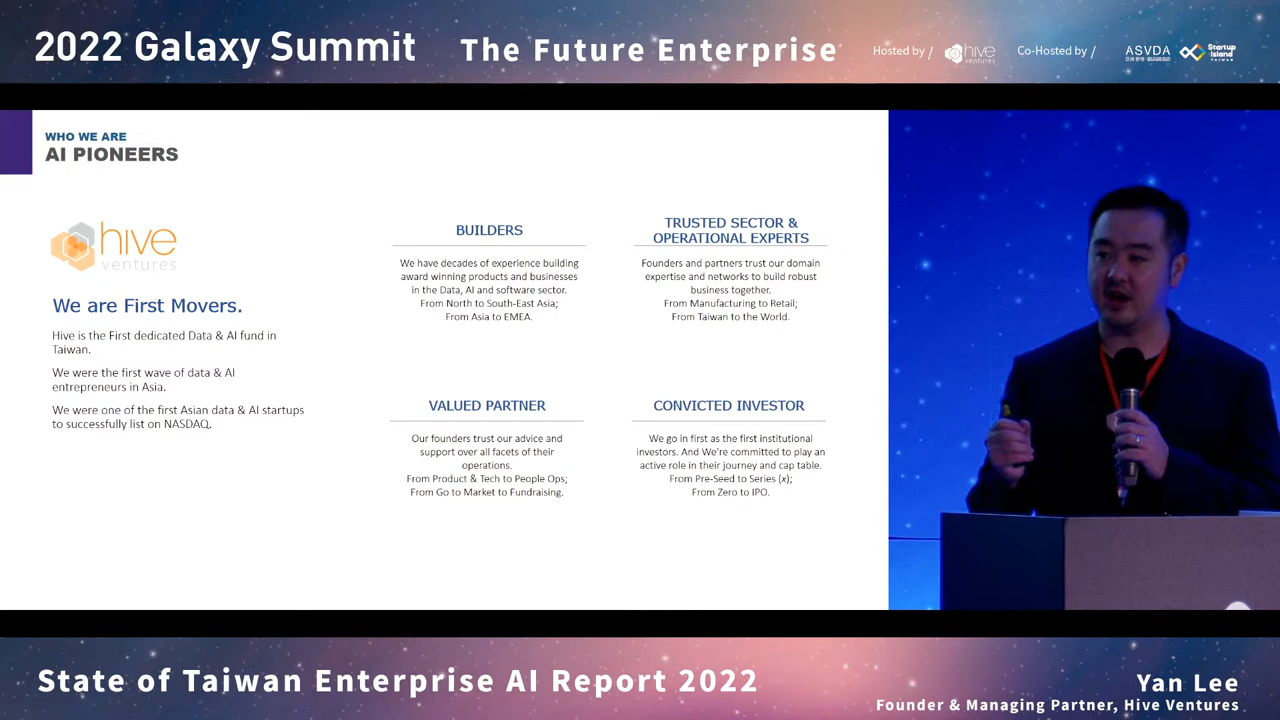 2022 Galaxy Summit
The Future Enterprise
Hosted by /
hive
ventures
Co-Hosted by /
ASVDA
Startup
Island
TAIWAN
WHO WE ARE
AI PIONEERS
hive
ventures
We are First Movers.
Hive is the First dedicated Data & AI fund in
Taiwan.
We were the first wave of data & AI
entrepreneurs in Asia.
We were one of the first Asian data & AI startups
to successfully list on NASDAQ.
BUILDERS
We have decades of experience building
award winning products and businesses
in the Data, AI and software sector.
From North to South-East Asia;
From Asia to EMEA.
TRUSTED SECTOR &
OPERATIONAL EXPERTS
Founders and partners trust our domain
expertise and networks to build robust
business together.
From Manufacturing to Retail;
From Taiwan to the World.
VALUED PARTNER
Our founders trust our advice and
support over all facets of their
operations.
From Product & Tech to People Ops;
From Go to Market to Fundraising.
CONVICTED INVESTOR
We go in first as the first institutional
investors. And We're committed to play an
active role in their journey and cap table.
From Pre-Seed to Series (x);
From Zero to IPO.
State of Taiwan Enterprise AI Report 2022
Yan Lee
Founder & Managing Partner, Hive Ventures